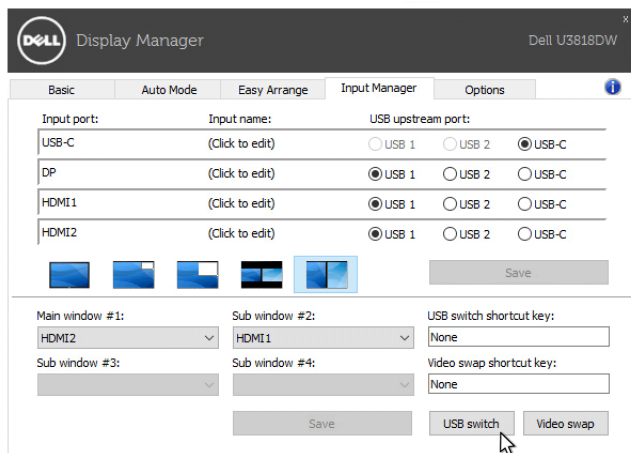 x
DELL Display Manager Dell U3818DW
Basic Auto Mode Easy Arrange Input Manager Options i
Input port: Input name: USB upstream port:
USB-C (Click to edit) USB 1 USB 2 USB-C
DP (Click to edit) USB 1 USB 2 USB-C
HDMI1 (Click to edit) USB 1 USB 2 USB-C
HDMI2 (Click to edit) USB 1 USB 2 USB-C
Save
Main window #1: Sub window #2: USB switch shortcut key:
HDMI2 HDMI1 None
Sub window #3: Sub window #4: Video swap shortcut key:
None
Save USB switch Video swap